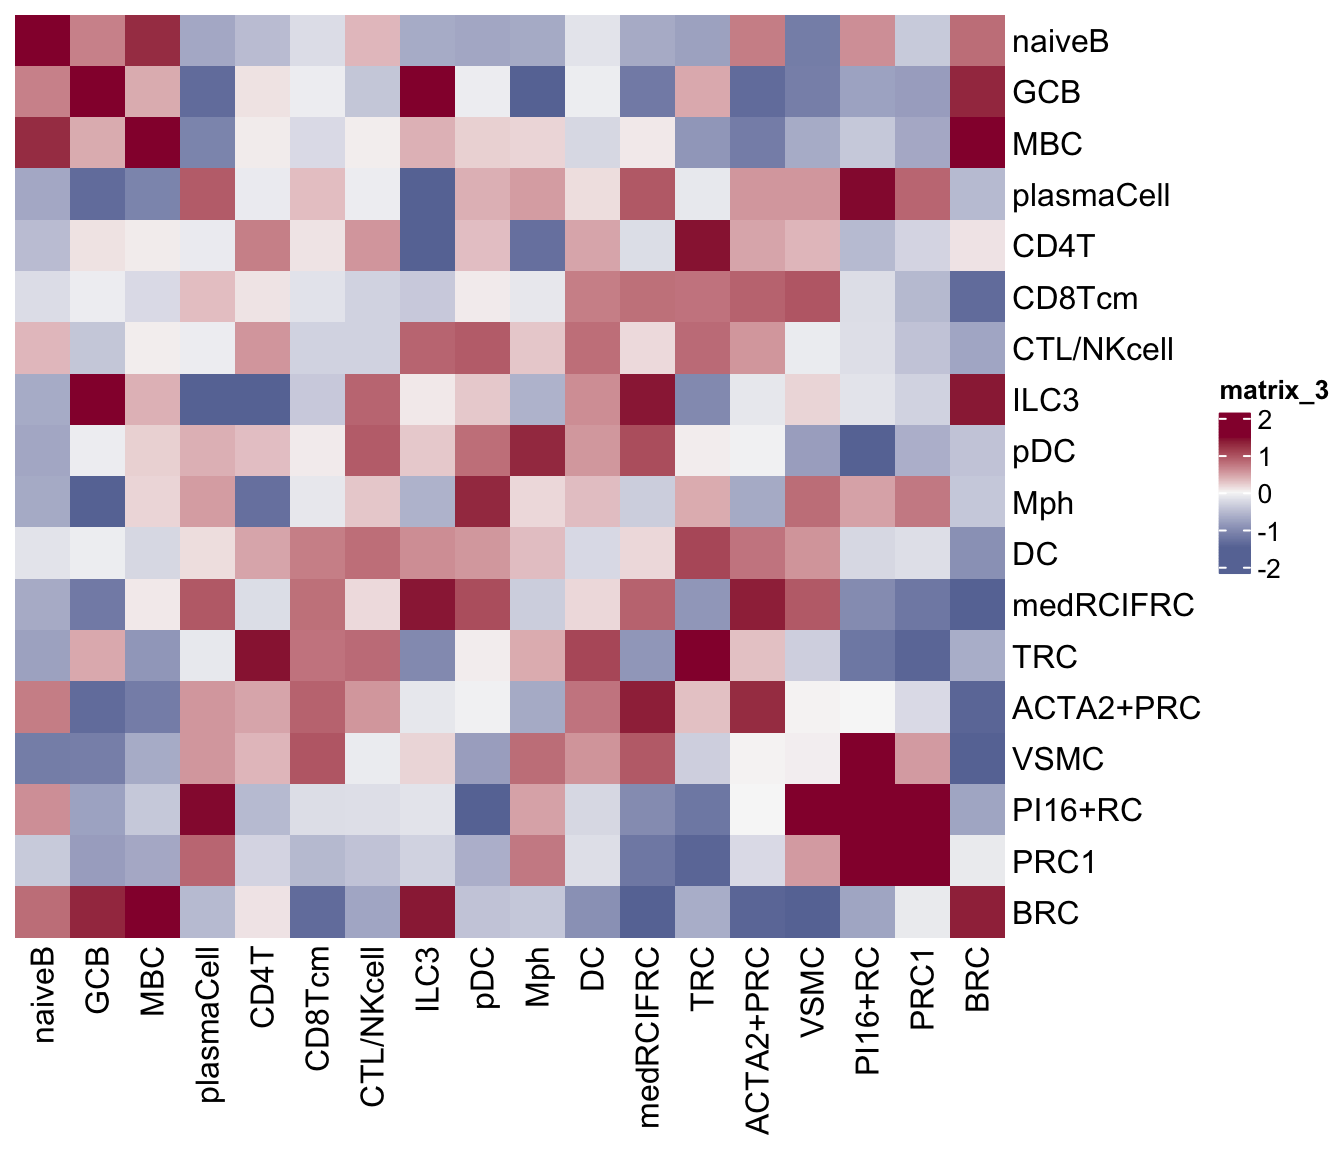 naiveB
GCB
MBC
plasmaCell
CD4T
CD8Tcm
CTL/NKcell
ILC3
pDC
Mph
DC
medRCIFRC
TRC
ACTA2+PRC
VSMC
PI16+RC
PRC1
BRC
matrix_3
2
1
0
-1
-2
naiveB
GCB
MBC
plasmaCell
CD4T
CD8Tcm
CTL/NKcell
ILC3
pDC
Mph
DC
medRCIFRC
TRC
ACTA2+PRC
VSMC
PI16+RC
PRC1
BRC